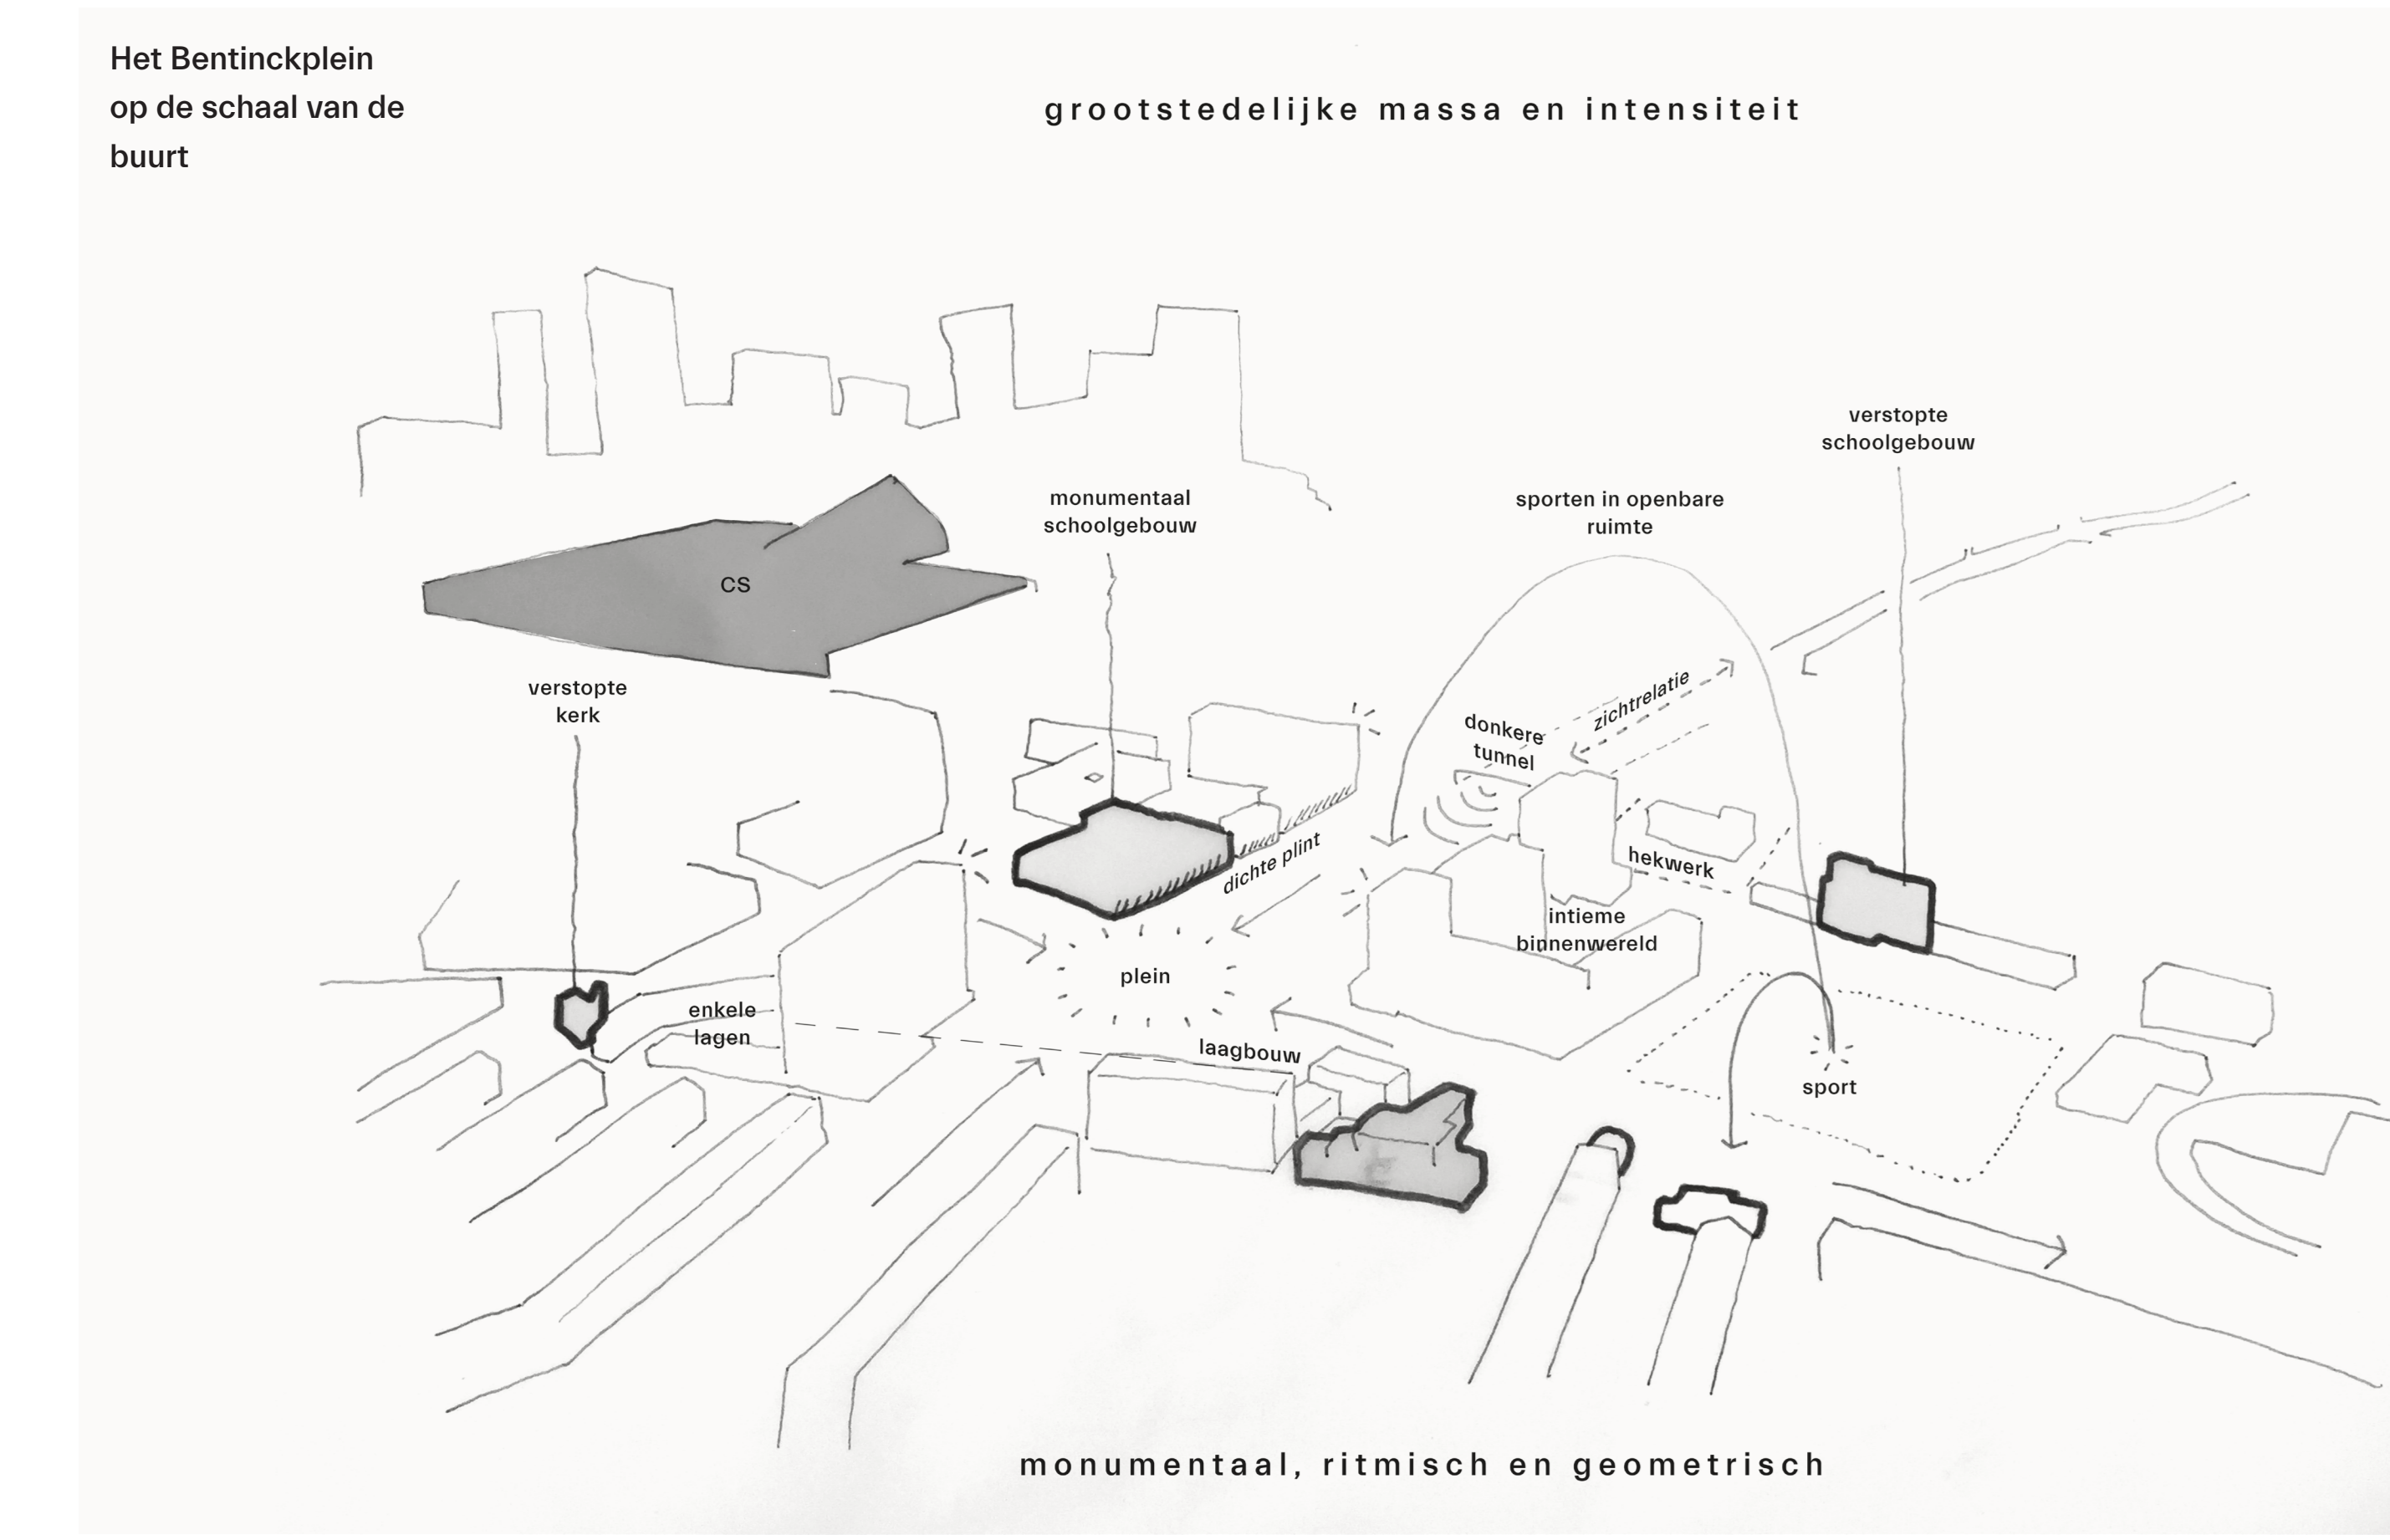 Het Bentinckplein
op de schaal van de
buurt
grootstedelijke massa en intensiteit
verstopte
schoolgebouw
monumentaal
schoolgebouw
sporten in openbare
ruimte
CS
verstopte
kerk
zichtrelatie
donkere
tunnel
dichte plint
hekwerk
intieme
binnenwereld
plein
enkele
lagen
laagbouw
sport
monumentaal, ritmisch en geometrisch